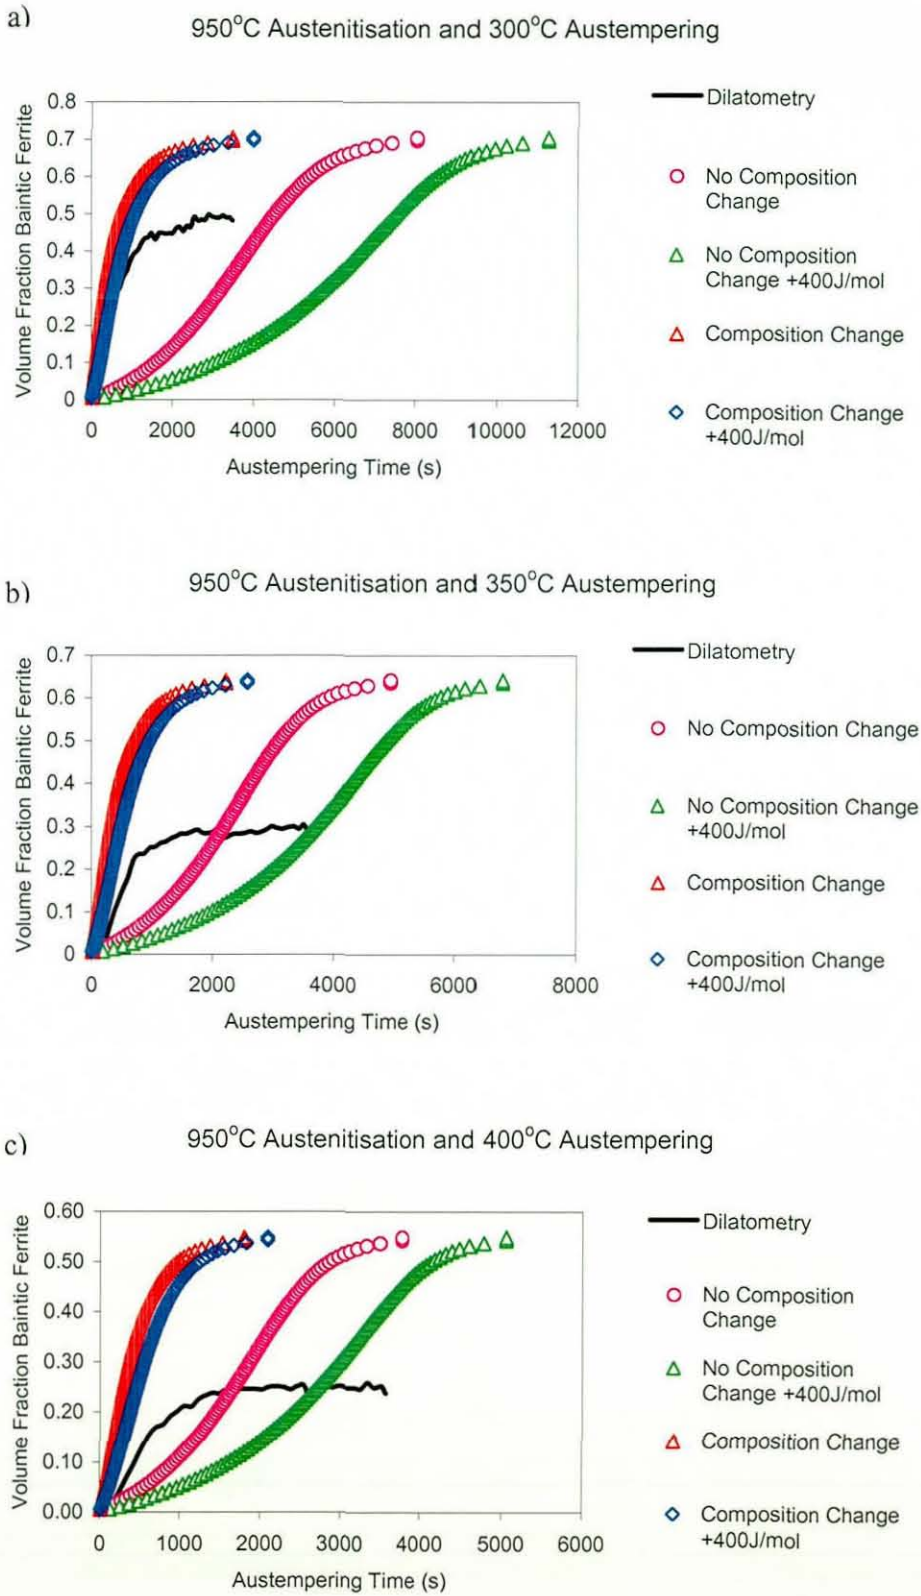 a)
950°C Austenitisation and 300°C Austempering
Volume Fraction Baintic Ferrite
0.8
0.7
0.6
0.5
0.4
0.3
0.2
0.1
0
0 2000 4000 6000 8000 10000 12000
Austempering Time (s)
Dilatometry
No Composition
Change
No Composition
Change +400J/mol
Composition Change
Composition Change
+400J/mol
b)
950°C Austenitisation and 350°C Austempering
Volume Fraction Baintic Ferrite
0.7
0.6
0.5
0.4
0.3
0.2
0.1
0
0 2000 4000 6000 8000
Austempering Time (s)
Dilatometry
No Composition Change
No Composition Change
+400J/mol
Composition Change
Composition Change
+400J/mol
c)
950°C Austenitisation and 400°C Austempering
Volume Fraction Baintic Ferrite
0.60
0.50
0.40
0.30
0.20
0.10
0.00
0 1000 2000 3000 4000 5000 6000
Austempering Time (s)
Dilatometry
No Composition
Change
No Composition
Change +400J/mol
Composition Change
Composition Change
+400J/mol